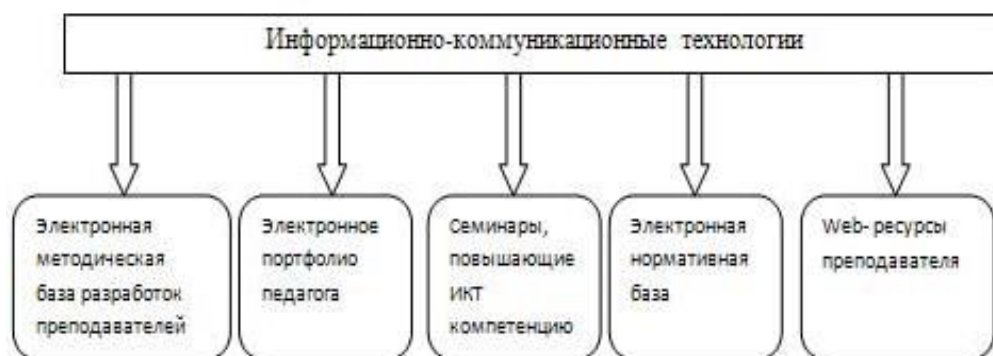 Информационно-коммуникационные технологии
Электронная
методическая
база разработок
преподавателей
Электронное
портфолио
педагога
Семинары,
повышающие
ИКТ
компетенцию
Электронная
нормативная
база
Web- ресурсы
преподавателя